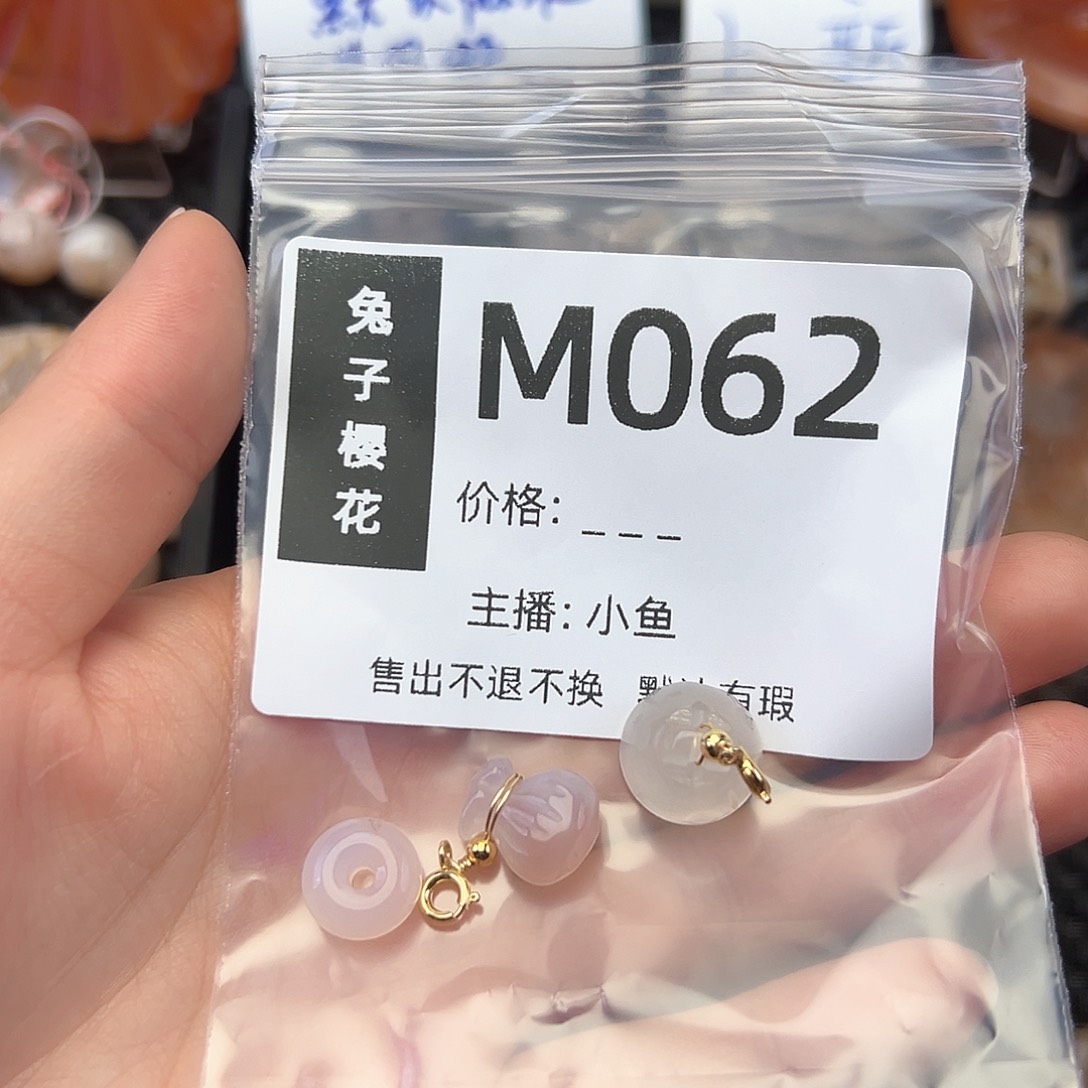 兔子樱花
M062
价格: _ _ _
主播: 小鱼
售出不退不换 有瑕